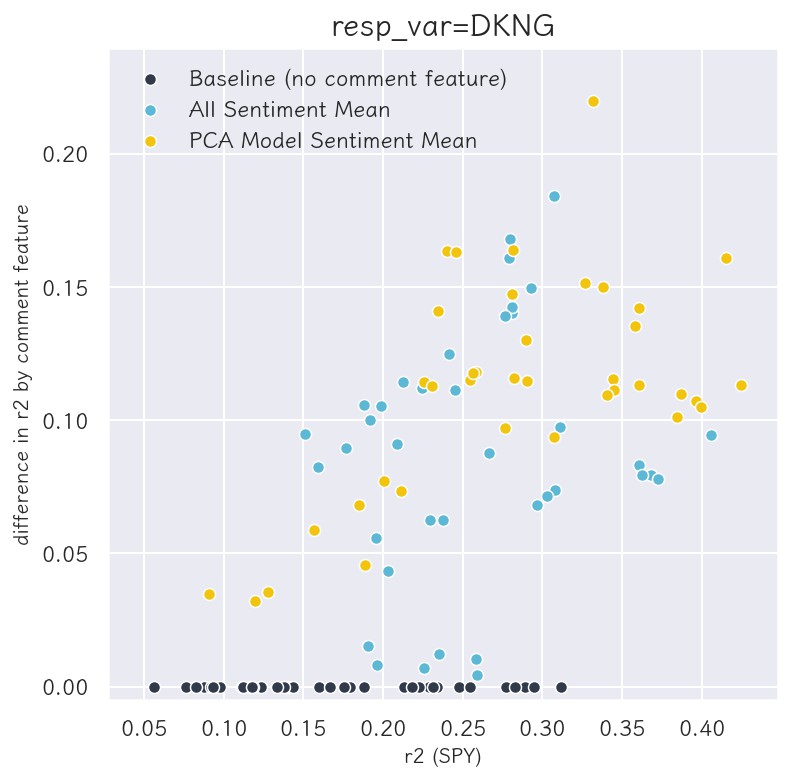 resp_var=DKNG
Baseline (no comment feature)
All Sentiment Mean
PCA Model Sentiment Mean
difference in r2 by comment feature
0.20
0.15
0.10
0.05
0.00
0.05 0.10 0.15 0.20 0.25 0.30 0.35 0.40
r2 (SPY)